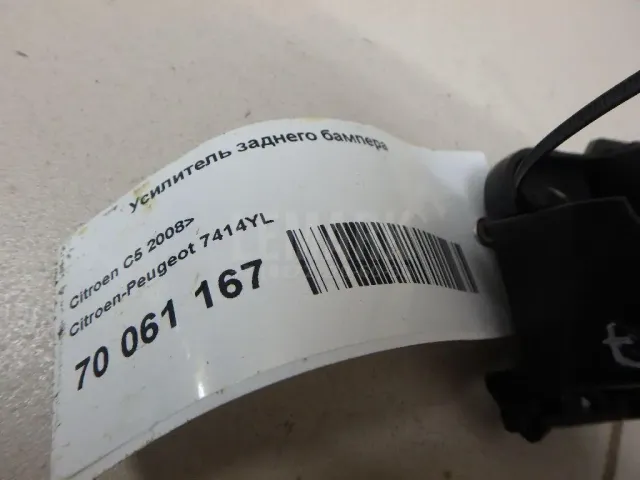 Усилитель заднего бампера
Citroen C5 2008>
Citroen-Peugeot 7414YL
70 061 167